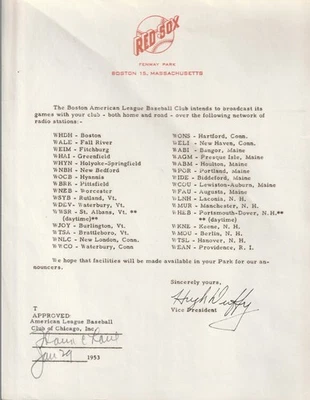 RED SOX
FENWAY PARK
BOSTON 15, MASSACHUSETTS
The Boston American League Baseball Club intends to broadcast its
games with your club - both home and road - over the following network of
radio stations:-
WHDH - Boston
WALE - Fall River
WEIM - Fitchburg
WHAI - Greenfield
WHYN - Holyoke-Springfield
WNBH - New Bedford
WOCB - Hyannis
WBRK - Pittsfield
WNEB - Worcester
WSYB - Rutland, Vt.
WDEV- Waterbury, Vt.
WWSR - St. Albans, Vt. **
(daytime)**
WJOY - Burlington, Vt.
WTSA - Brattleboro, Vt.
WNLC - New London, Conn.
WWCO - Waterbury, Conn
WONS - Hartford, Conn.
WELI - New Haven, Conn.
WABI - Bangor, Maine
WAGM - Presque Isle, Maine
WABM - Houlton, Maine
WPOR - Portland, Maine
WIDE - Biddeford, Maine
WCOU - Lewiston-Auburn, Maine
WFAU - Augusta, Maine
WLNH - Laconia, N. H.
WMUR - Manchester, N. H.
WHEB - Portsmouth-Dover, N.H.**
** (daytime)
WKNE - Keene, N. H.
WMOU - Berlin, N. H.
WTSL - Hanover, N. H.
WEAN - Providence, R. I.
We hope that facilities will be made available in your Park for our an-
nouncers.
Sincerely yours,
Hugh Duffy
Vice President
T
APPROVED:
American League Baseball
Club of Chicago, Inc.
Jan 29 1953